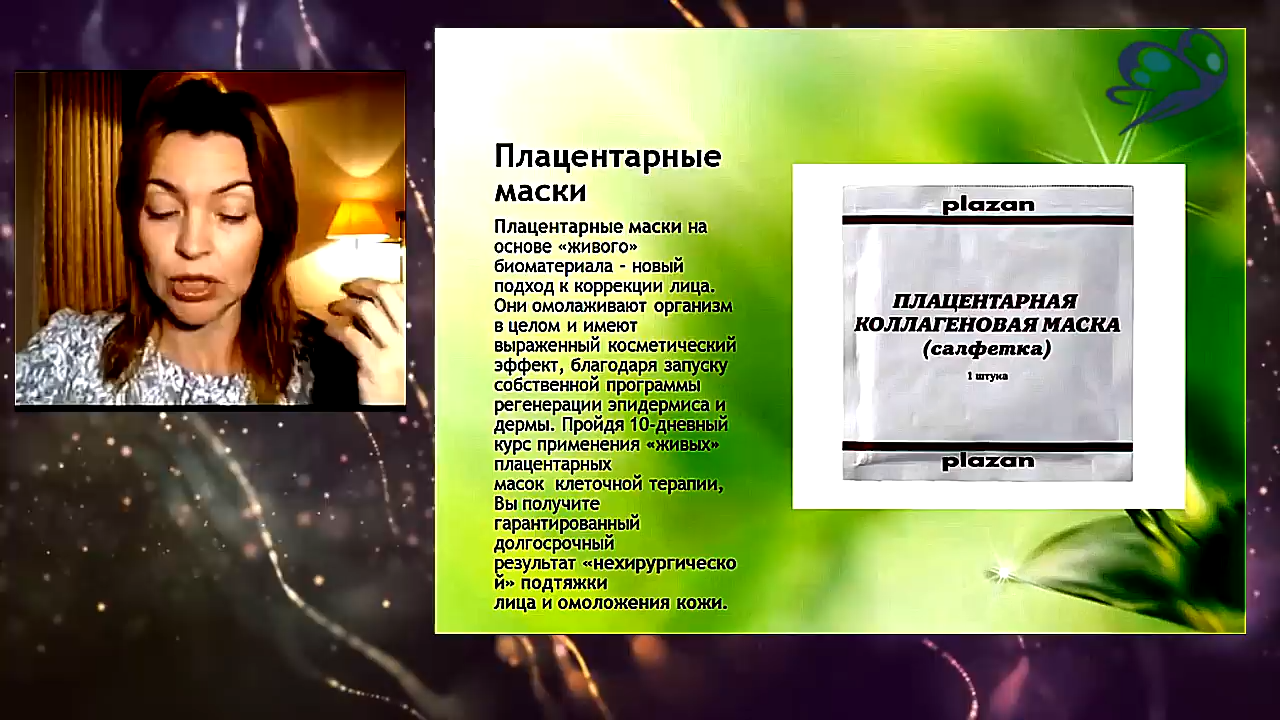 Плацентарные
маски
Плацентарные маски на
основе «живого»
биоматериала - новый
подход к коррекции лица.
Они омолаживают организм
в целом и имеют
выраженный косметический
эффект, благодаря запуску
собственной программы
регенерации эпидермиса и
дермы. Пройдя 10-дневный
курс применения «живых»
плацентарных
масок клеточной терапии,
Вы получите
гарантированный
долгосрочный
результат «нехирургическо
й» подтяжки
лица и омоложения кожи.
plazan
ПЛАЦЕНТАРНАЯ
КОЛЛАГЕНОВАЯ МАСКА
(салфетка)
1 штука
plazan